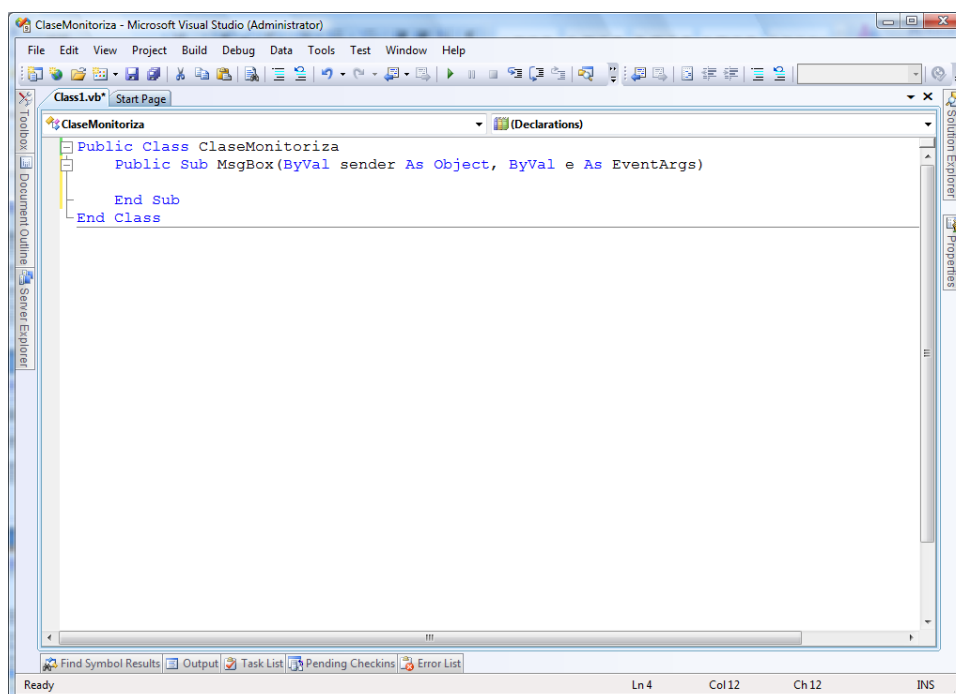 ClaseMonitoriza - Microsoft Visual Studio (Administrator)
File Edit View Project Build Debug Data Tools Test Window Help
Class1.vb* Start Page
ClaseMonitoriza (Declarations)
Public Class ClaseMonitoriza
Public Sub MsgBox(ByVal sender As Object, ByVal e As EventArgs)
End Sub
End Class
Toolbox
Document Outline
Server Explorer
Solution Explorer
Properties
Find Symbol Results Output Task List Pending Checkins Error List
Ready Ln 4 Col 12 Ch 12 INS